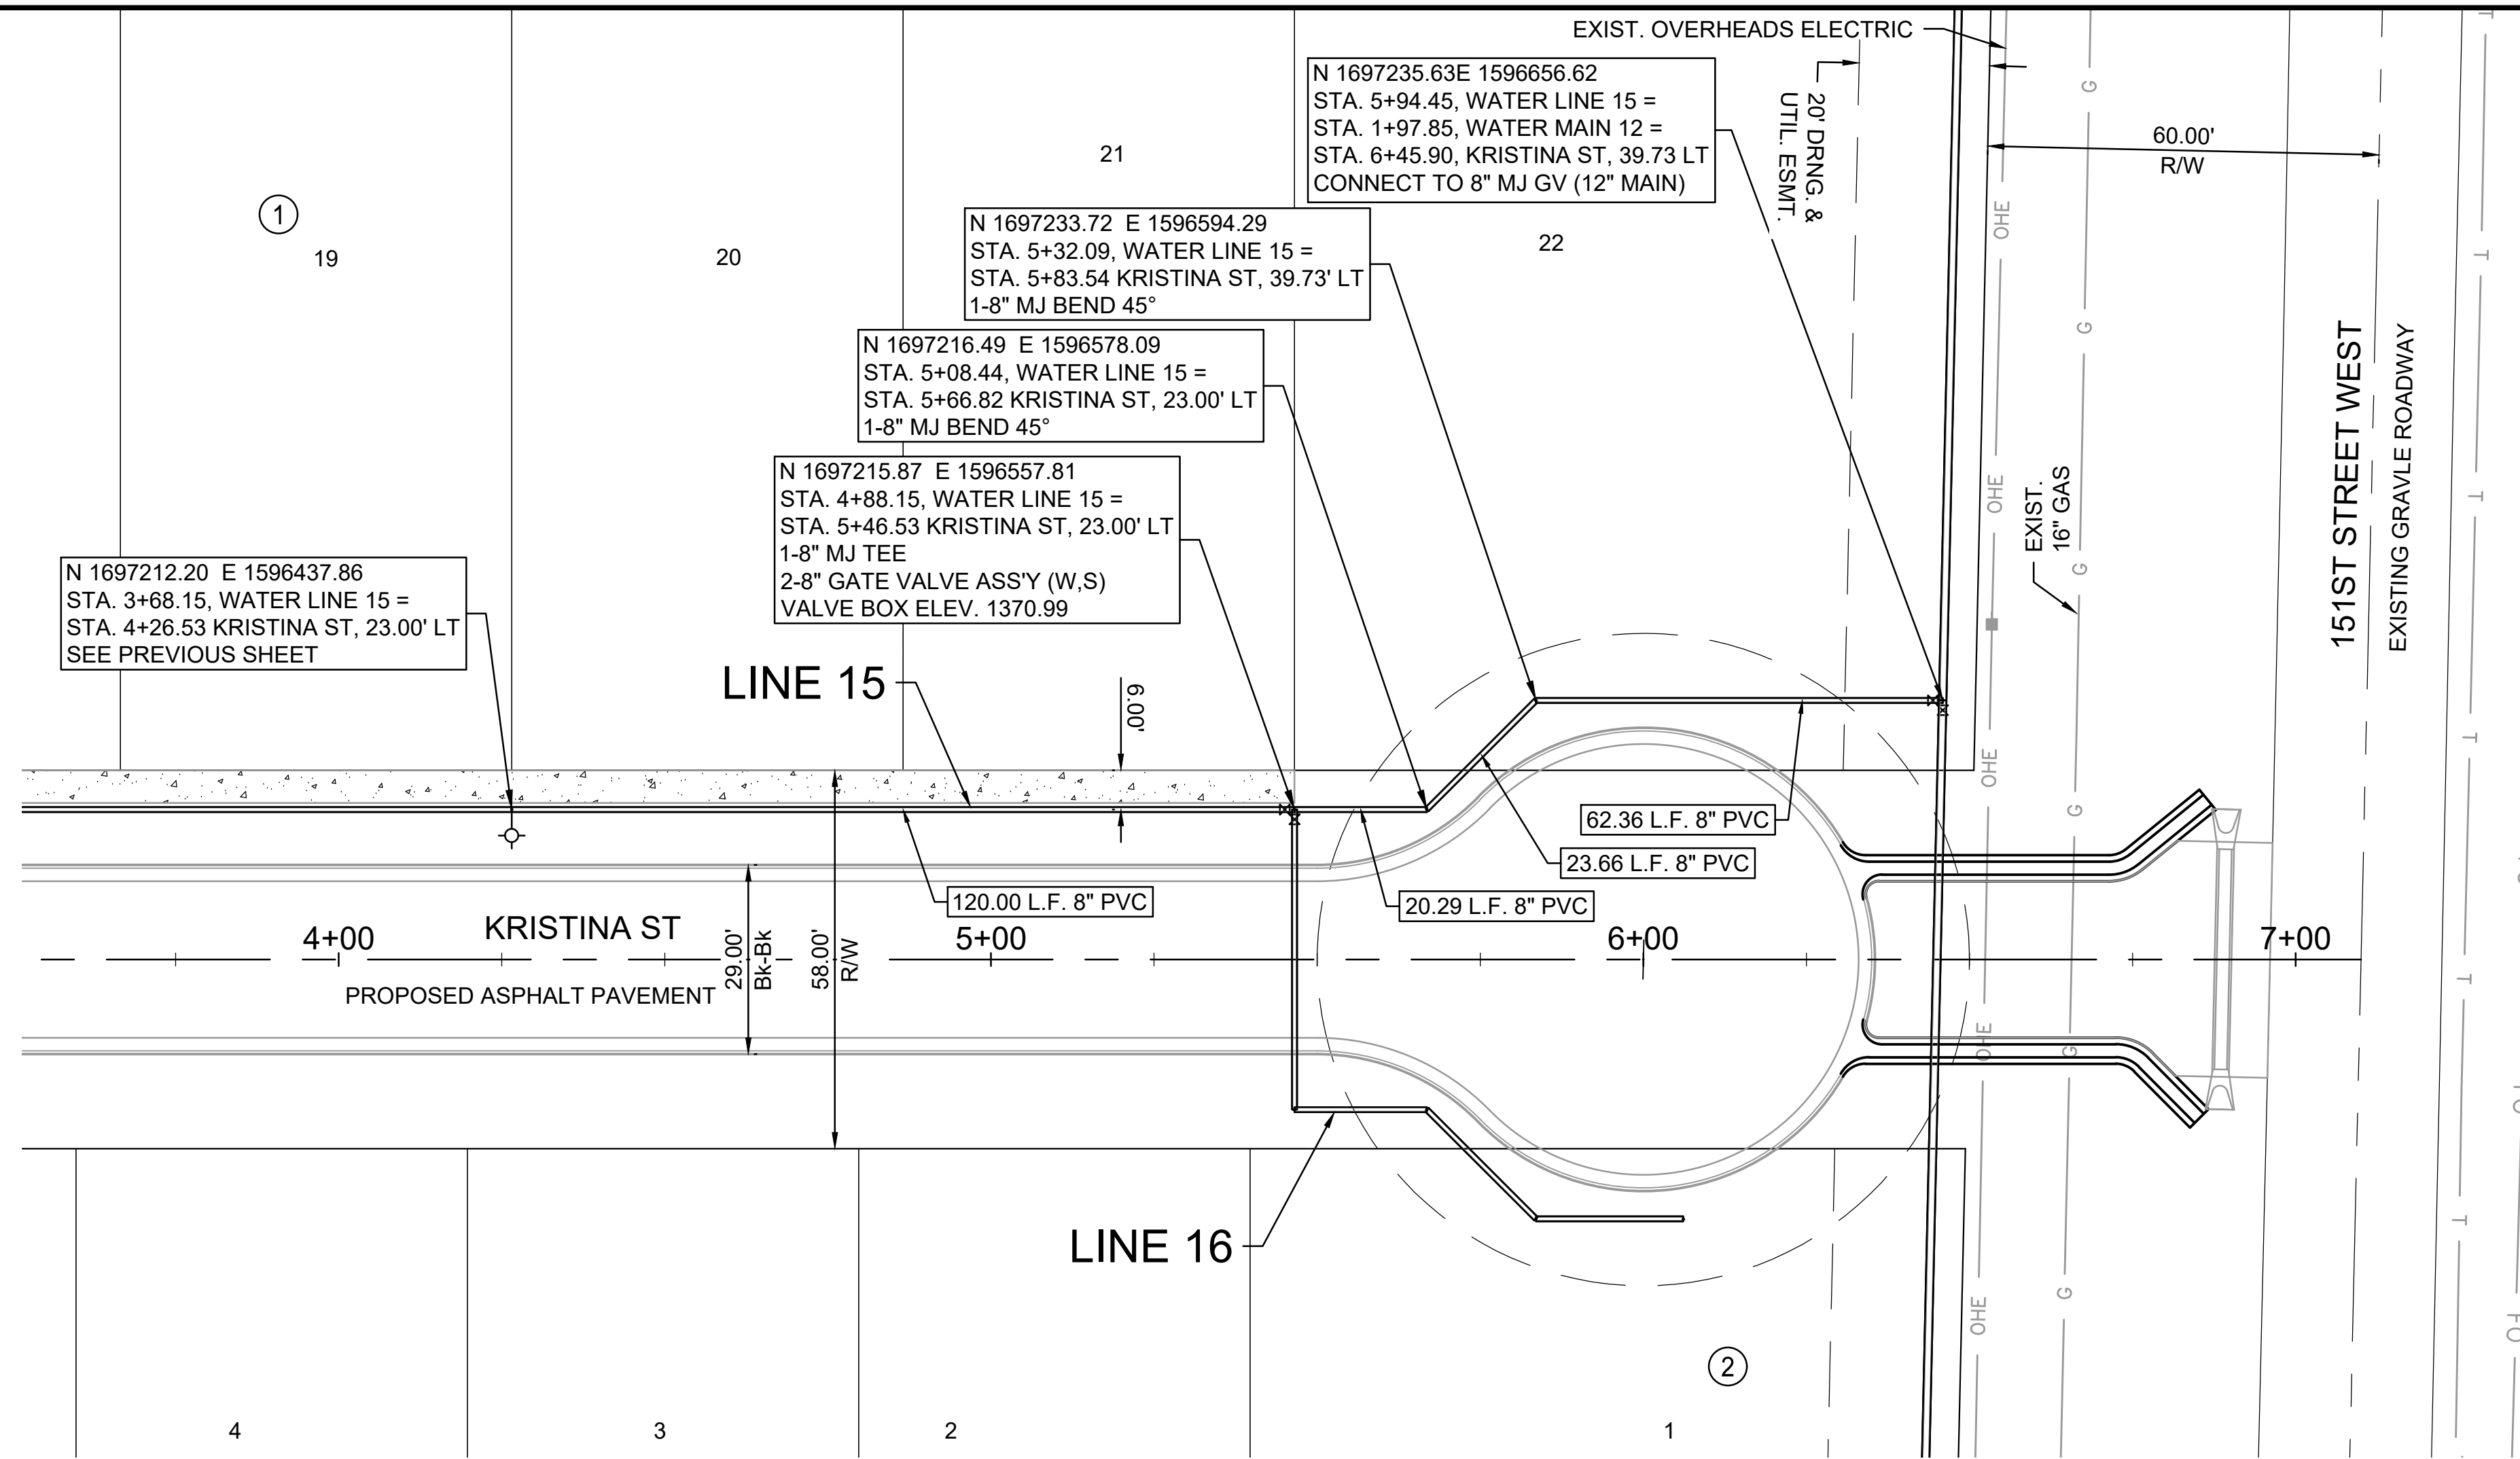 EXIST. OVERHEADS ELECTRIC
N 1697235.63E 1596656.62
STA. 5+94.45, WATER LINE 15 =
STA. 1+97.85, WATER MAIN 12 =
STA. 6+45.90, KRISTINA ST, 39.73 LT
CONNECT TO 8" MJ GV (12" MAIN)
20' DRNG. &
UTIL. ESMT.
60.00'
R/W
21
1
19
20
22
N 1697233.72 E 1596594.29
STA. 5+32.09, WATER LINE 15 =
STA. 5+83.54 KRISTINA ST, 39.73' LT
1-8" MJ BEND 45°
N 1697216.49 E 1596578.09
STA. 5+08.44, WATER LINE 15 =
STA. 5+66.82 KRISTINA ST, 23.00' LT
1-8" MJ BEND 45°
N 1697215.87 E 1596557.81
STA. 4+88.15, WATER LINE 15 =
STA. 5+46.53 KRISTINA ST, 23.00' LT
1-8" MJ TEE
2-8" GATE VALVE ASS'Y (W,S)
VALVE BOX ELEV. 1370.99
N 1697212.20 E 1596437.86
STA. 3+68.15, WATER LINE 15 =
STA. 4+26.53 KRISTINA ST, 23.00' LT
SEE PREVIOUS SHEET
LINE 15
6.00'
EXIST.
16" GAS
151ST STREET WEST
EXISTING GRAVLE ROADWAY
OHE
OHE
OHE
OHE
OHE
G
G
G
G
G
G
T
T
T
T
T
T
62.36 L.F. 8" PVC
23.66 L.F. 8" PVC
20.29 L.F. 8" PVC
120.00 L.F. 8" PVC
KRISTINA ST
4+00
5+00
6+00
7+00
PROPOSED ASPHALT PAVEMENT
29.00'
Bk-Bk
58.00'
R/W
LINE 16
2
4
3
2
1